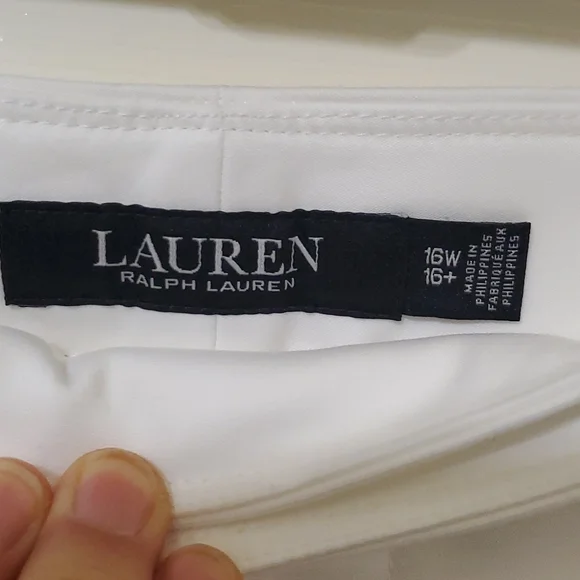 LAUREN
RALPH LAUREN
16W
16+
MADE IN
PHILIPPINES
FABRIQUÉ AUX
PHILIPPINES